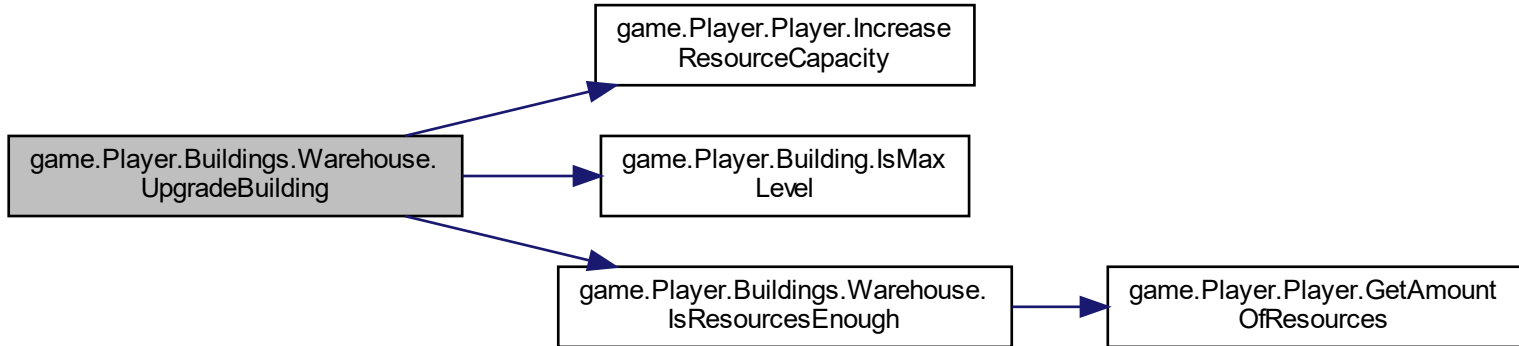 game.Player.Player.Increase
ResourceCapacity
game.Player.Buildings.Warehouse.
UpgradeBuilding
game.Player.Building.IsMax
Level
game.Player.Buildings.Warehouse.
IsResourcesEnough
game.Player.Player.GetAmount
OfResources